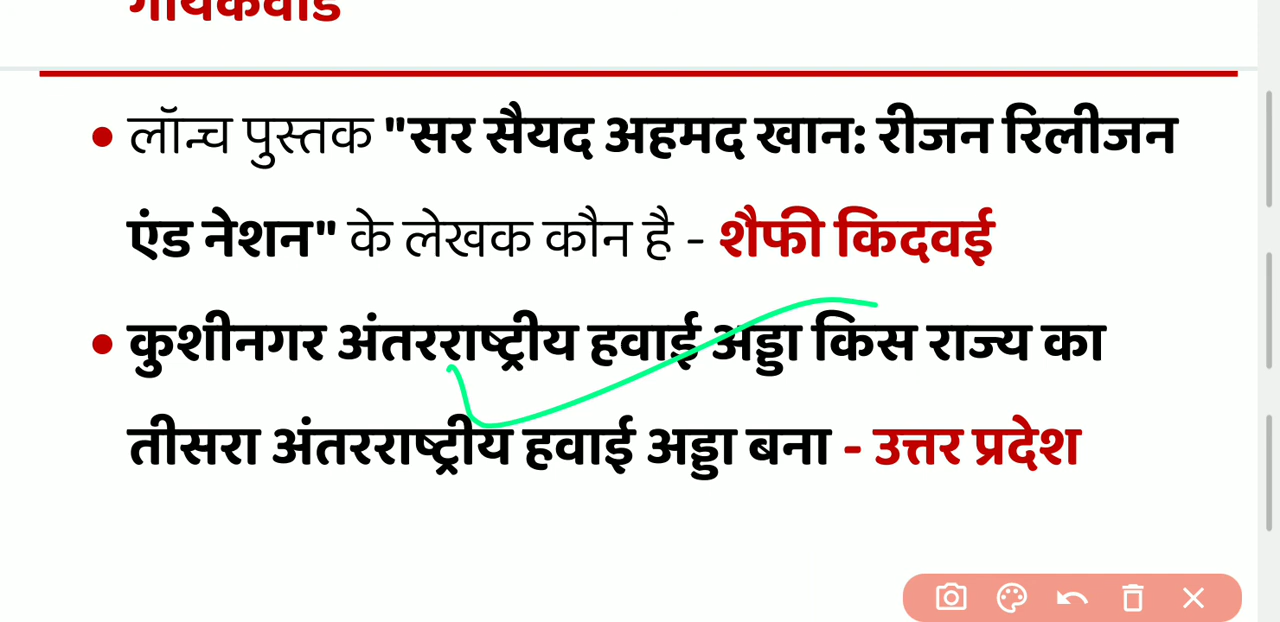 गायकवाड
• लॉन्च पुस्तक "सर सैयद अहमद खान: रीजन रिलीजन
एंड नेशन" के लेखक कौन है - शैफी किदवई
• कुशीनगर अंतरराष्ट्रीय हवाई अड्डा किस राज्य का
तीसरा अंतरराष्ट्रीय हवाई अड्डा बना - उत्तर प्रदेश